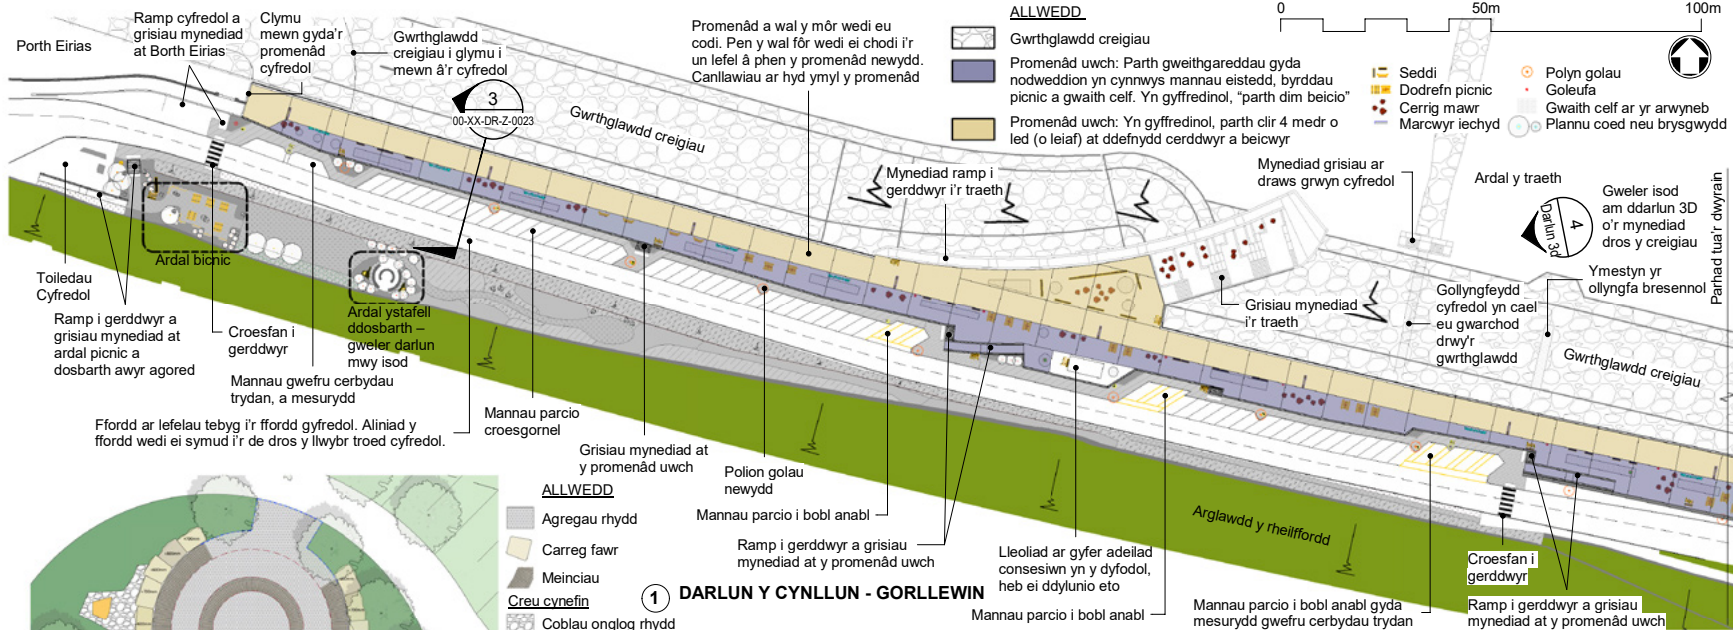 Porth Eirias
Ramp cyfredol a
grisiau mynediad
at Borth Eirias
Clymu
mewn gyda'r
promenâd
cyfredol
Gwrthglawdd
creigiau i glymu i
mewn â'r cyfredol
3
00-XX-DR-Z-0023
Gwrthglawdd creigiau
Promenâd a wal y môr wedi eu
codi. Pen y wal fôr wedi ei chodi i'r
un lefel â phen y promenâd newydd.
Canllawiau ar hyd ymyl y promenâd
ALLWEDD
Gwrthglawdd creigiau
Promenâd uwch: Parth gweithgareddau gyda
nodweddion yn cynnwys mannau eistedd, byrddau
picnic a gwaith celf. Yn gyffredinol, "parth dim beicio"
Promenâd uwch: Yn gyffredinol, parth clir 4 medr o
led (o leiaf) at ddefnydd cerddwyr a beicwyr
0
50m
100m
Seddi
Dodrefn picnic
Cerrig mawr
Marcwyr iechyd
Polyn golau
Goleufa
Gwaith celf ar yr arwyneb
Plannu coed neu brysgwydd
Mynediad ramp i
gerddwyr i'r traeth
Mynediad grisiau ar
draws grwyn cyfredol
Ardal y traeth
4
Darlun 3d
Gweler isod
am ddarlun 3D
o'r mynediad
dros y creigiau
Parhad tua'r dwyrain
Ymestyn yr
ollyngfa bresennol
Gollyngfeydd
cyfredol yn cael
eu gwarchod
drwy'r
gwrthglawdd
Gwrthglawdd creigiau
Grisiau mynediad
i'r traeth
Toiledau
Cyfredol
Ardal bicnic
Ramp i gerddwyr a
grisiau mynediad at
ardal picnic a
dosbarth awyr agored
Croesfan i
gerddwyr
Ardal ystafell
ddosbarth –
gweler darlun
mwy isod
Mannau gwefru cerbydau
trydan, a mesurydd
Ffordd ar lefelau tebyg i'r ffordd gyfredol. Aliniad y
ffordd wedi ei symud i'r de dros y llwybr troed cyfredol.
Mannau parcio
croesgornel
Grisiau mynediad at
y promenâd uwch
Polion golau
newydd
Mannau parcio i bobl anabl
Ramp i gerddwyr a grisiau
mynediad at y promenâd uwch
Lleoliad ar gyfer adeilad
consesiwn yn y dyfodol,
heb ei ddylunio eto
Mannau parcio i bobl anabl
Arglawdd y rheilffordd
Mannau parcio i bobl anabl gyda
mesurydd gwefru cerbydau trydan
Croesfan i
gerddwyr
Ramp i gerddwyr a grisiau
mynediad at y promenâd uwch
ALLWEDD
Agregau rhydd
Carreg fawr
Meinciau
Creu cynefin
Coblau onglog rhydd
1 DARLUN Y CYNLLUN - GORLLEWIN